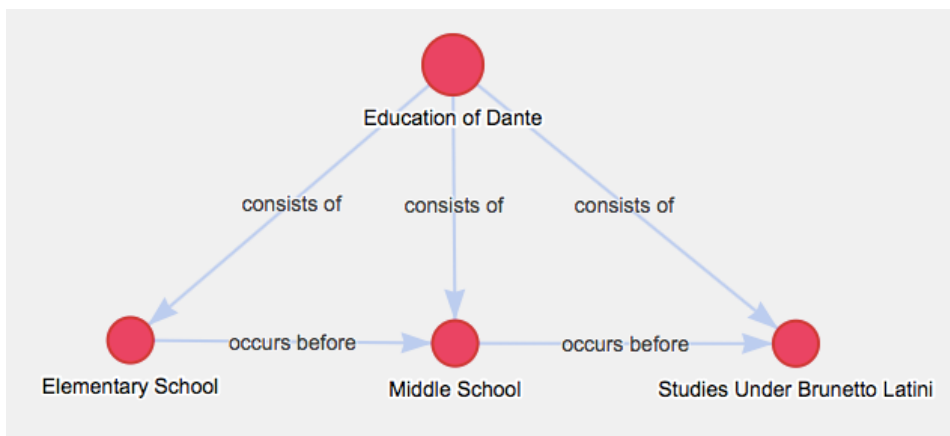 Education of Dante
consists of
consists of
consists of
occurs before
occurs before
Elementary School
Middle School
Studies Under Brunetto Latini